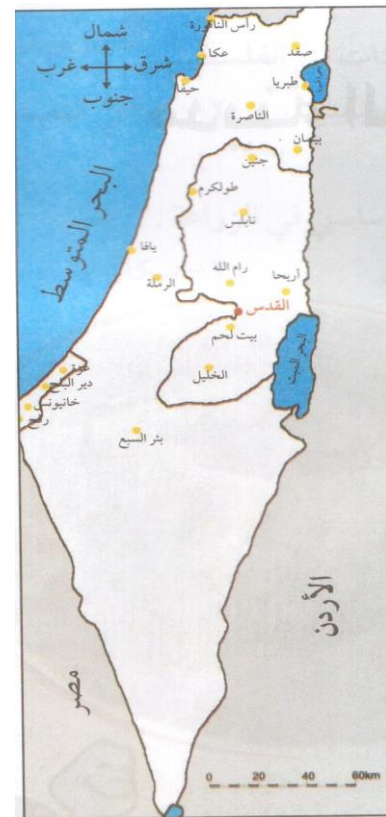 رأس الناقورة
شمال
غرب شرق
جنوب
عكا
صفد
حيفا
طبريا
الناصرة
بيسان
جنين
طولكرم
نابلس
البحر المتوسط
يافا
الرملة
رام الله
أريحا
القدس
بيت لحم
البحر الميت
الخليل
غزة
دير البلح
خانيونس
رفح
بئر السبع
الأردن
مصر
0 20 40 60km